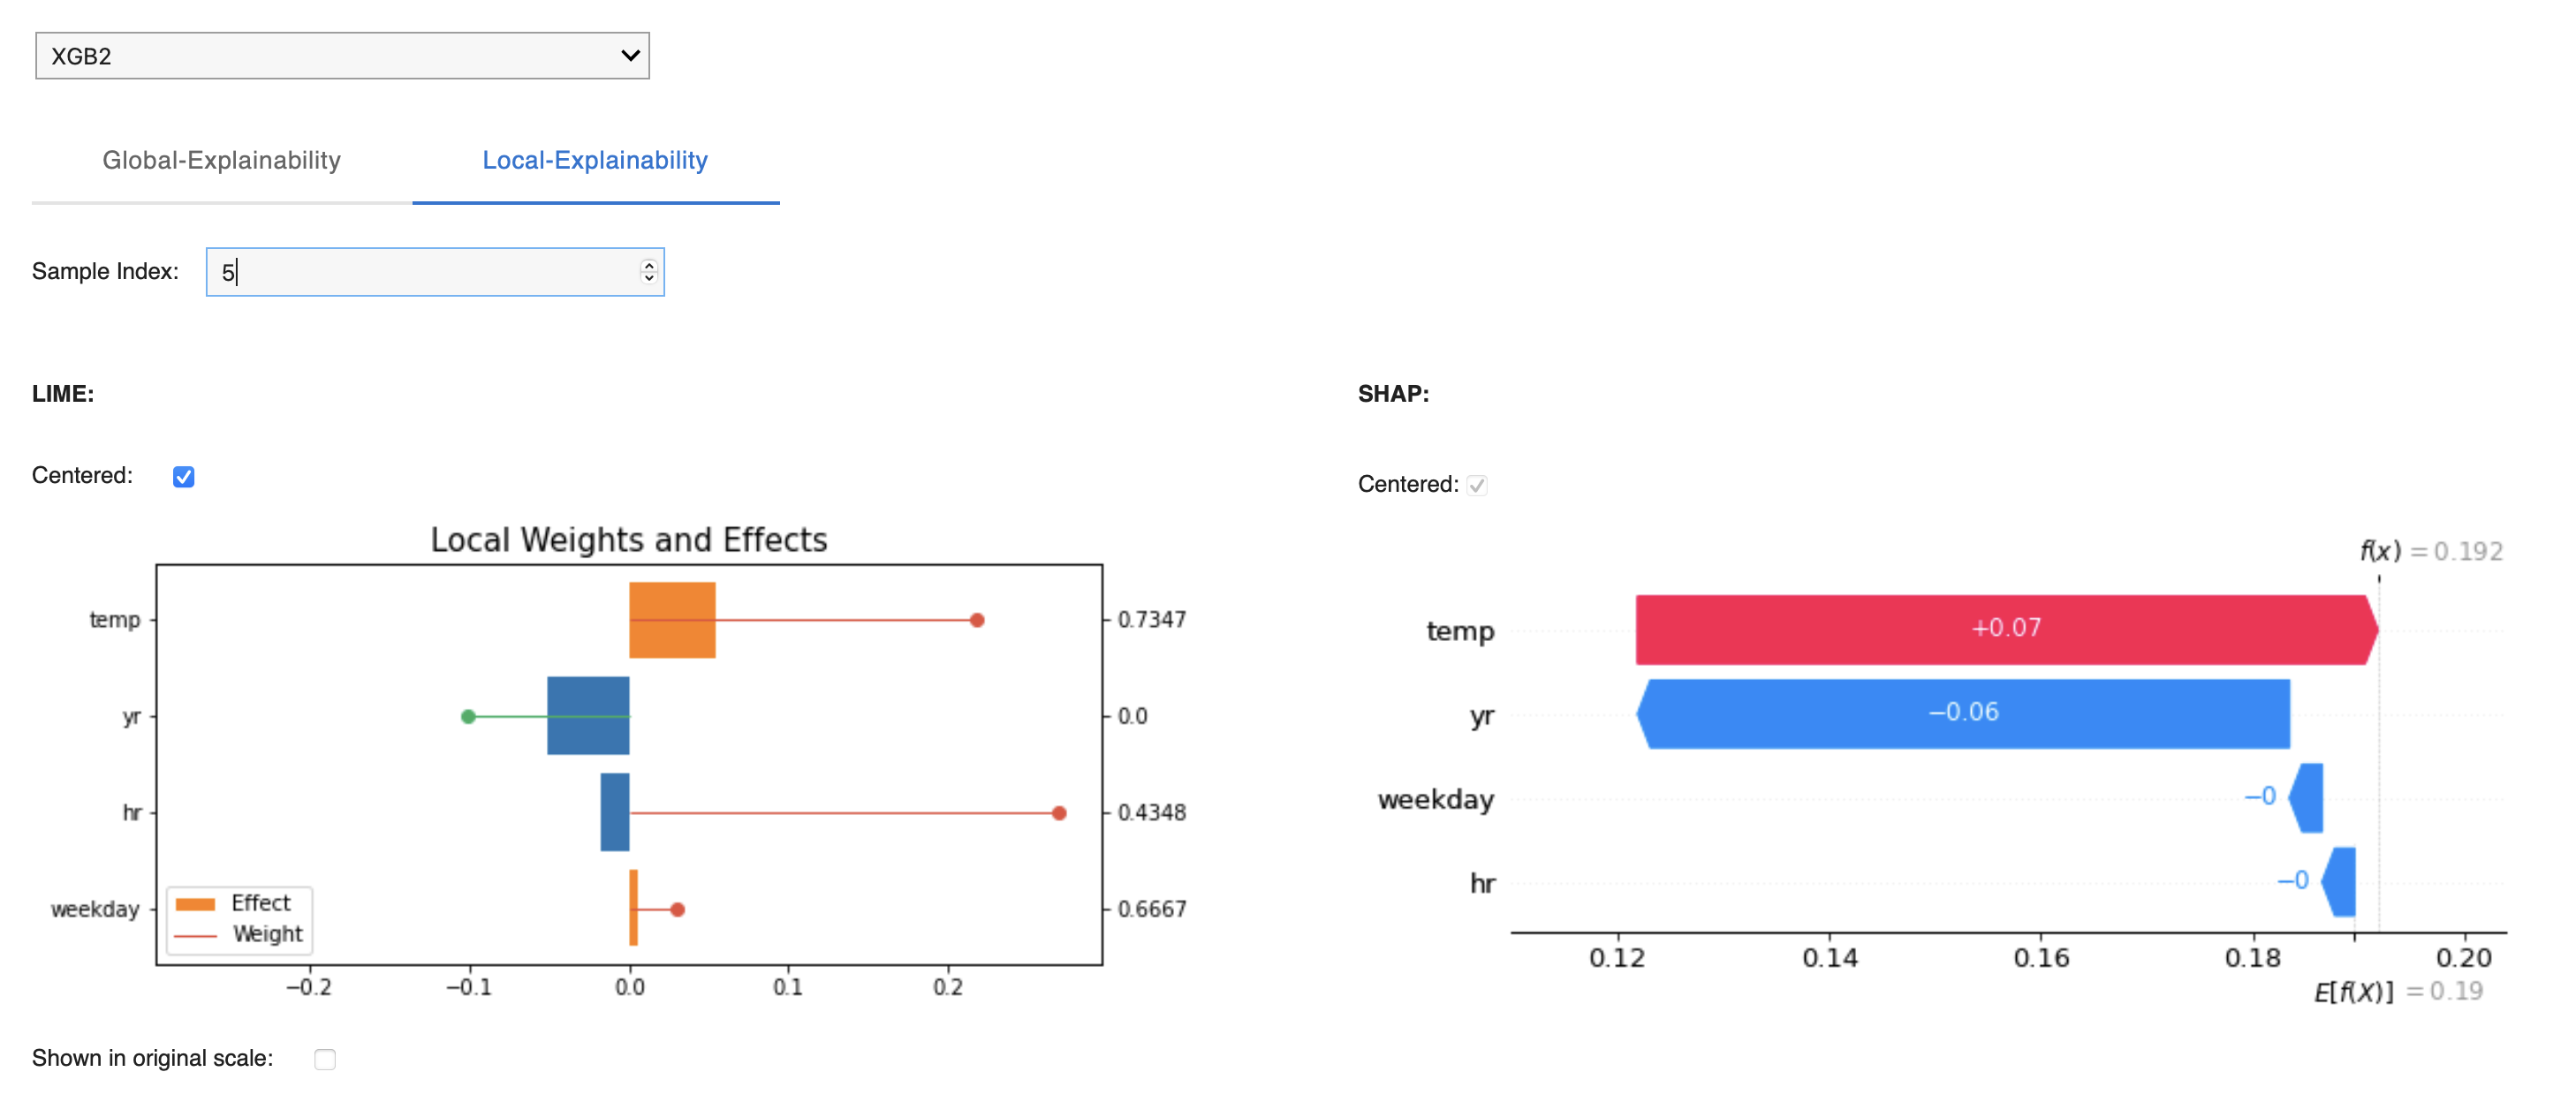 XGB2
Global-Explainability Local-Explainability
Sample Index: 5
LIME: SHAP:
Centered: Centered:
Local Weights and Effects
temp 0.7347
yr 0.0
hr 0.4348
weekday 0.6667
Effect
Weight
−0.2 −0.1 0.0 0.1 0.2
Shown in original scale:
f(x) = 0.192
temp +0.07
yr −0.06
weekday −0
hr −0
0.12 0.14 0.16 0.18 0.20
E[f(X)] = 0.19